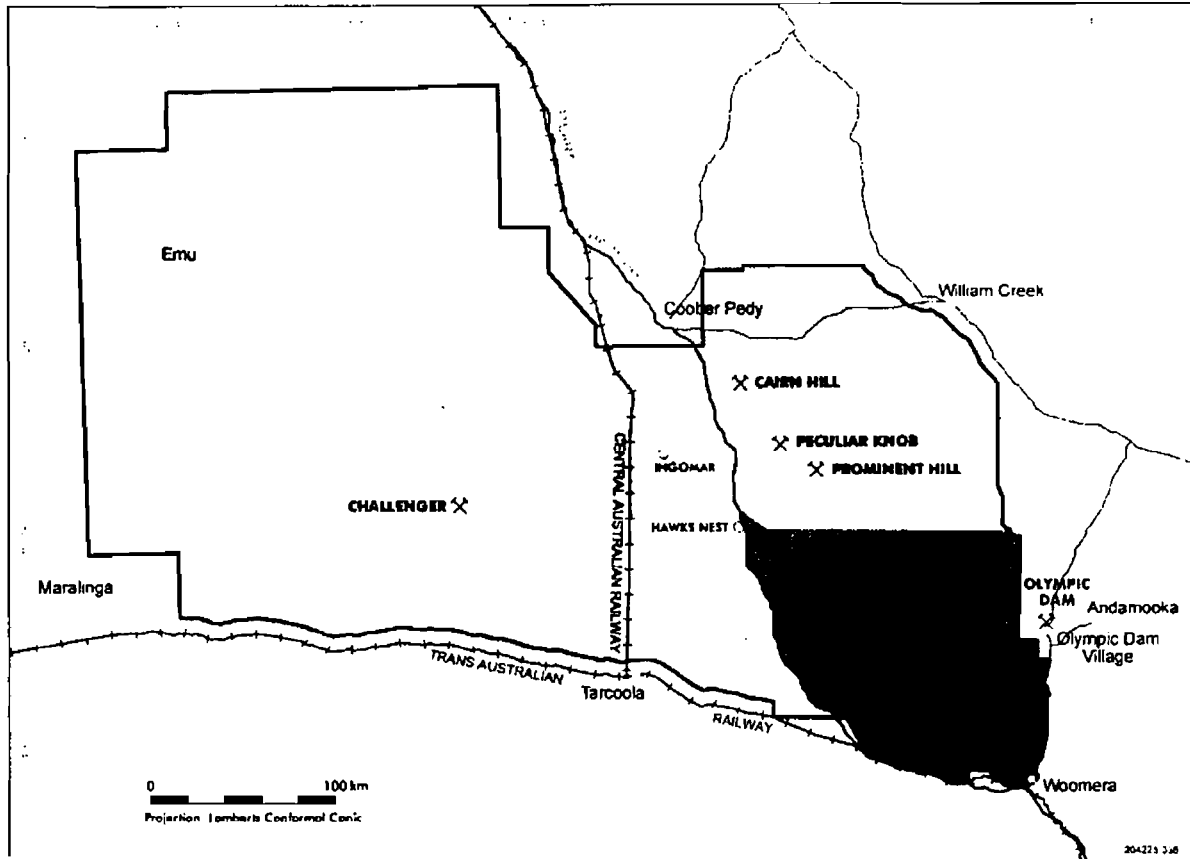 Emu
Coober Pedy
William Creek
CAIRN HILL
PECULIAR KNOB
PROMINENT HILL
INGOMAR
CHALLENGER
HAWKS NEST
CENTRAL AUSTRALIAN RAILWAY
Maralinga
OLYMPIC
DAM
Andamooka
Olympic Dam
Village
TRANS AUSTRALIAN
RAILWAY
Tarcoola
Woomera
0 100 km
Projection Lamberts Conformal Conic